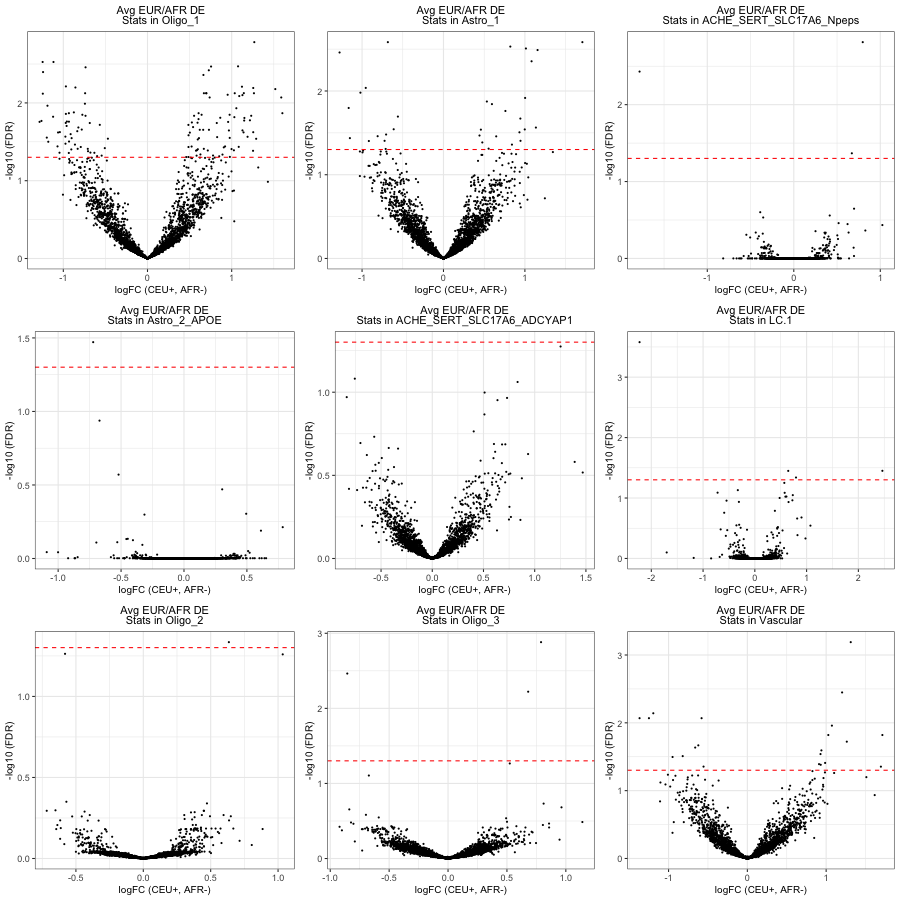 Avg EUR/AFR DE
Stats in Oligo_1
-log10 (FDR)
2
1
0
-1
0
1
logFC (CEU+, AFR-)
Avg EUR/AFR DE
Stats in Astro_1
-log10 (FDR)
2
1
0
-1
0
1
logFC (CEU+, AFR-)
Avg EUR/AFR DE
Stats in ACHE_SERT_SLC17A6_Npeps
-log10 (FDR)
2
1
0
-1
0
1
logFC (CEU+, AFR-)
Avg EUR/AFR DE
Stats in Astro_2_APOE
-log10 (FDR)
1.5
1.0
0.5
0.0
-1.0
-0.5
0.0
0.5
logFC (CEU+, AFR-)
Avg EUR/AFR DE
Stats in ACHE_SERT_SLC17A6_ADCYAP1
-log10 (FDR)
1.0
0.5
0.0
-0.5
0.0
0.5
1.0
1.5
logFC (CEU+, AFR-)
Avg EUR/AFR DE
Stats in LC.1
-log10 (FDR)
3
2
1
0
-2
-1
0
1
2
logFC (CEU+, AFR-)
Avg EUR/AFR DE
Stats in Oligo_2
-log10 (FDR)
1.0
0.5
0.0
-0.5
0.0
0.5
1.0
logFC (CEU+, AFR-)
Avg EUR/AFR DE
Stats in Oligo_3
-log10 (FDR)
3
2
1
0
-1.0
-0.5
0.0
0.5
1.0
logFC (CEU+, AFR-)
Avg EUR/AFR DE
Stats in Vascular
-log10 (FDR)
3
2
1
0
-1
0
1
logFC (CEU+, AFR-)